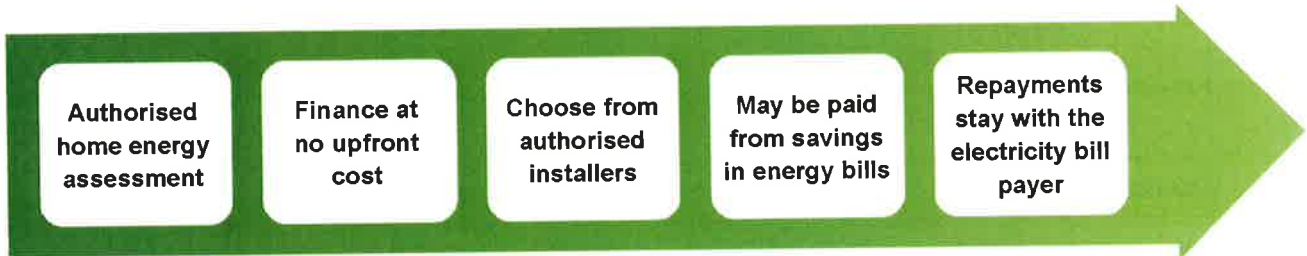 Authorised
home energy
assessment
Finance at
no upfront
cost
Choose from
authorised
installers
May be paid
from savings
in energy bills
Repayments
stay with the
electricity bill
payer